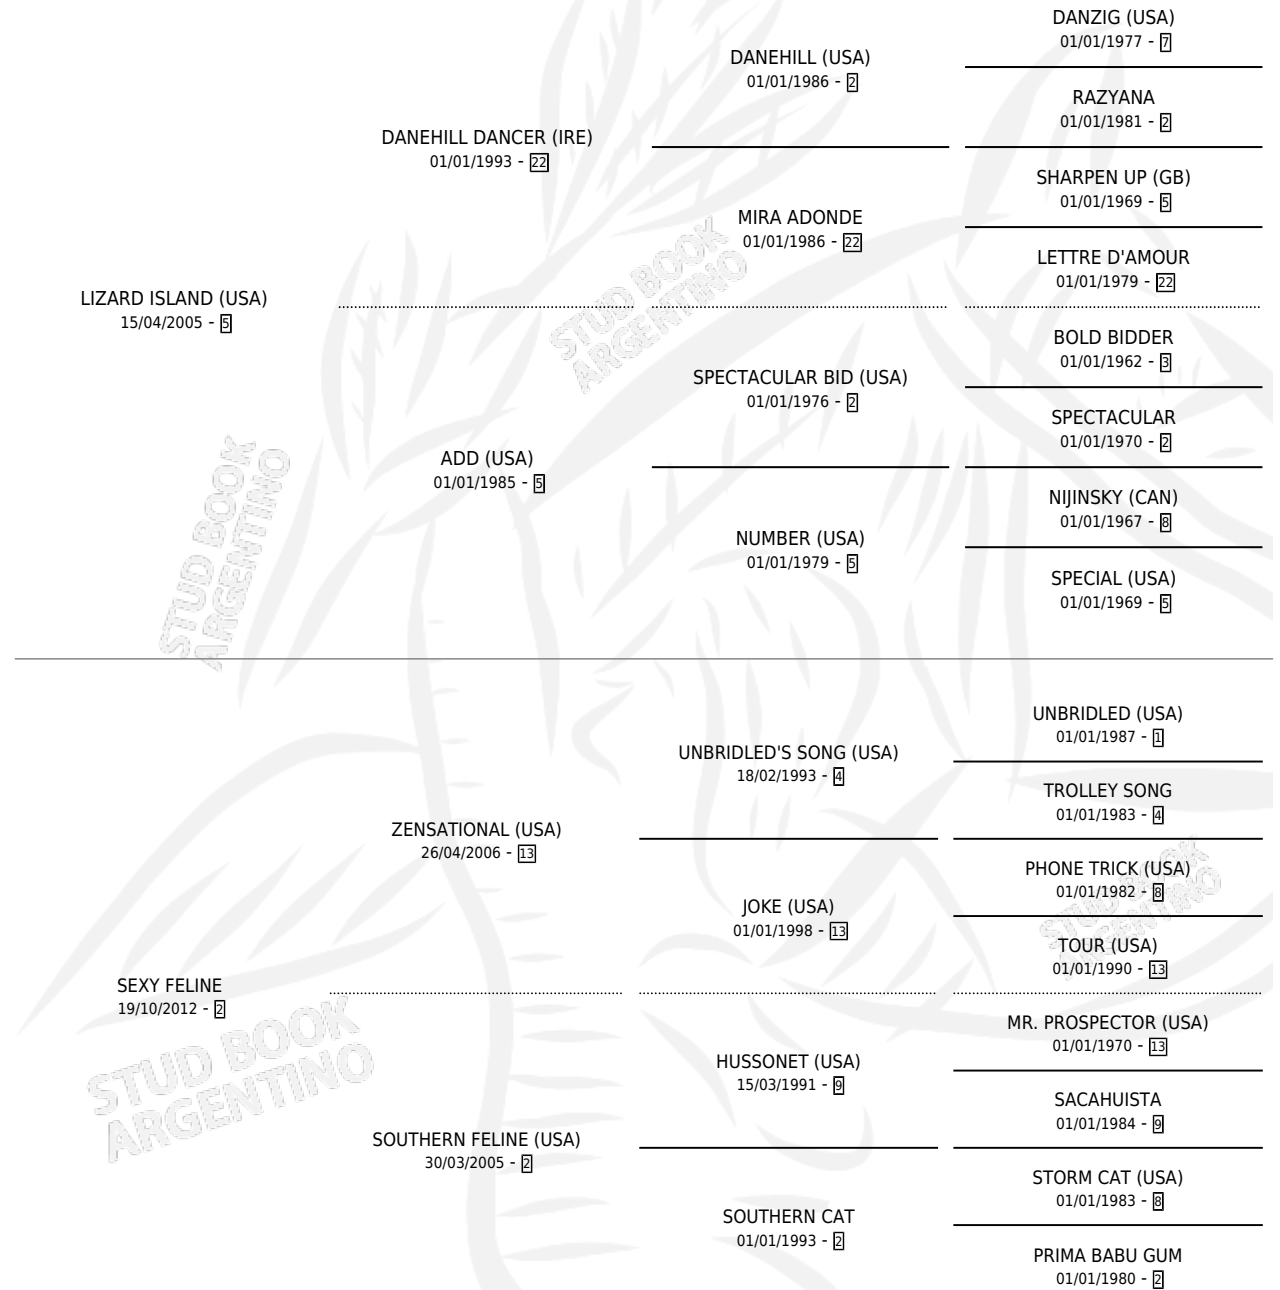 DANZIG (USA)
01/01/1977 - 7
DANEHILL (USA)
01/01/1986 - 2
RAZYANA
01/01/1981 - 2
DANEHILL DANCER (IRE)
01/01/1993 - 22
SHARPEN UP (GB)
01/01/1969 - 5
MIRA ADONDE
01/01/1986 - 22
LETTRE D'AMOUR
01/01/1979 - 22
LIZARD ISLAND (USA)
15/04/2005 - 5
BOLD BIDDER
01/01/1962 - 3
SPECTACULAR BID (USA)
01/01/1976 - 2
SPECTACULAR
01/01/1970 - 2
ADD (USA)
01/01/1985 - 5
NIJINSKY (CAN)
01/01/1967 - 8
NUMBER (USA)
01/01/1979 - 5
SPECIAL (USA)
01/01/1969 - 5
STUD BOOK
ARGENTINO
STUD BOOK
ARGENTINO
UNBRIDLED (USA)
01/01/1987 - 1
UNBRIDLED'S SONG (USA)
18/02/1993 - 4
TROLLEY SONG
01/01/1983 - 4
ZENSATIONAL (USA)
26/04/2006 - 13
PHONE TRICK (USA)
01/01/1982 - 8
JOKE (USA)
01/01/1998 - 13
TOUR (USA)
01/01/1990 - 13
SEXY FELINE
19/10/2012 - 2
MR. PROSPECTOR (USA)
01/01/1970 - 13
HUSSONET (USA)
15/03/1991 - 9
SACAHUISTA
01/01/1984 - 9
SOUTHERN FELINE (USA)
30/03/2005 - 2
STORM CAT (USA)
01/01/1983 - 8
SOUTHERN CAT
01/01/1993 - 2
PRIMA BABU GUM
01/01/1980 - 2
STUD BOOK
ARGENTINO
STUD BOOK
ARGENTINO